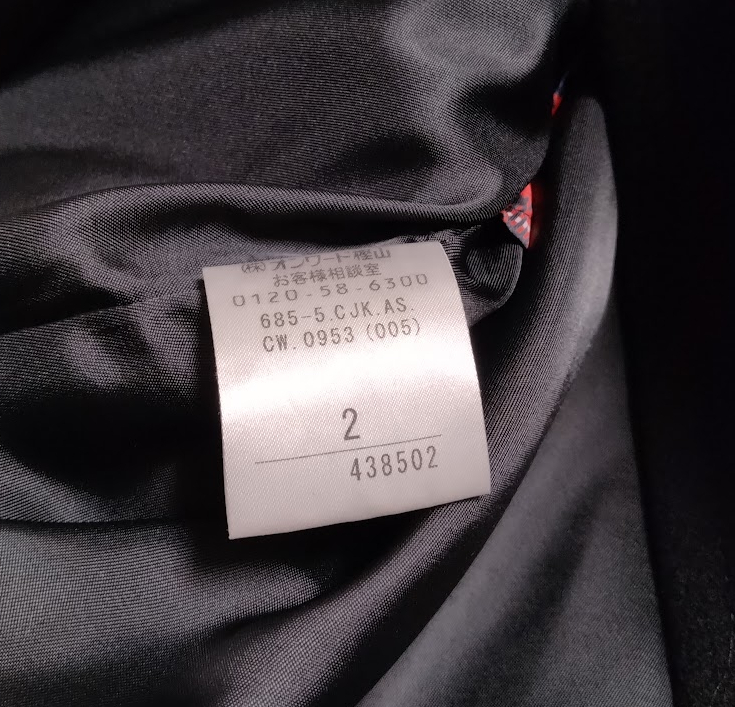 (株)オンワード樫山
お客様相談室
0120-58-6300
685-5.CJK.AS.
CW.0953 (005)
2
438502